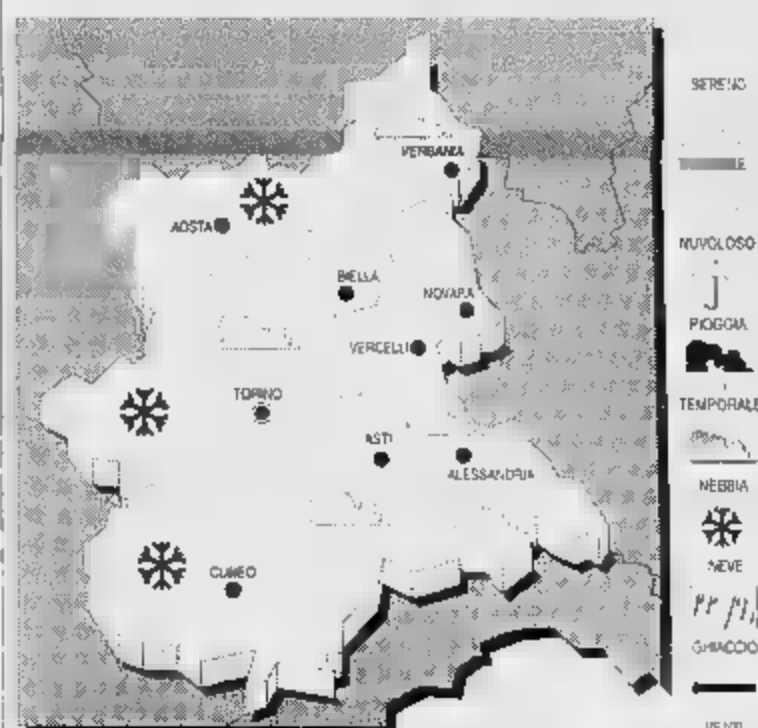 SERENO
VERBANIA
AOSTA
NUVOLOSO
BIELLA
NOVARA
PIOGGIA
VERCELLI
TORINO
TEMPORALE
ASTI
ALESSANDRIA
NEBBIA
CUNEO
NEVE
GHIACCIO